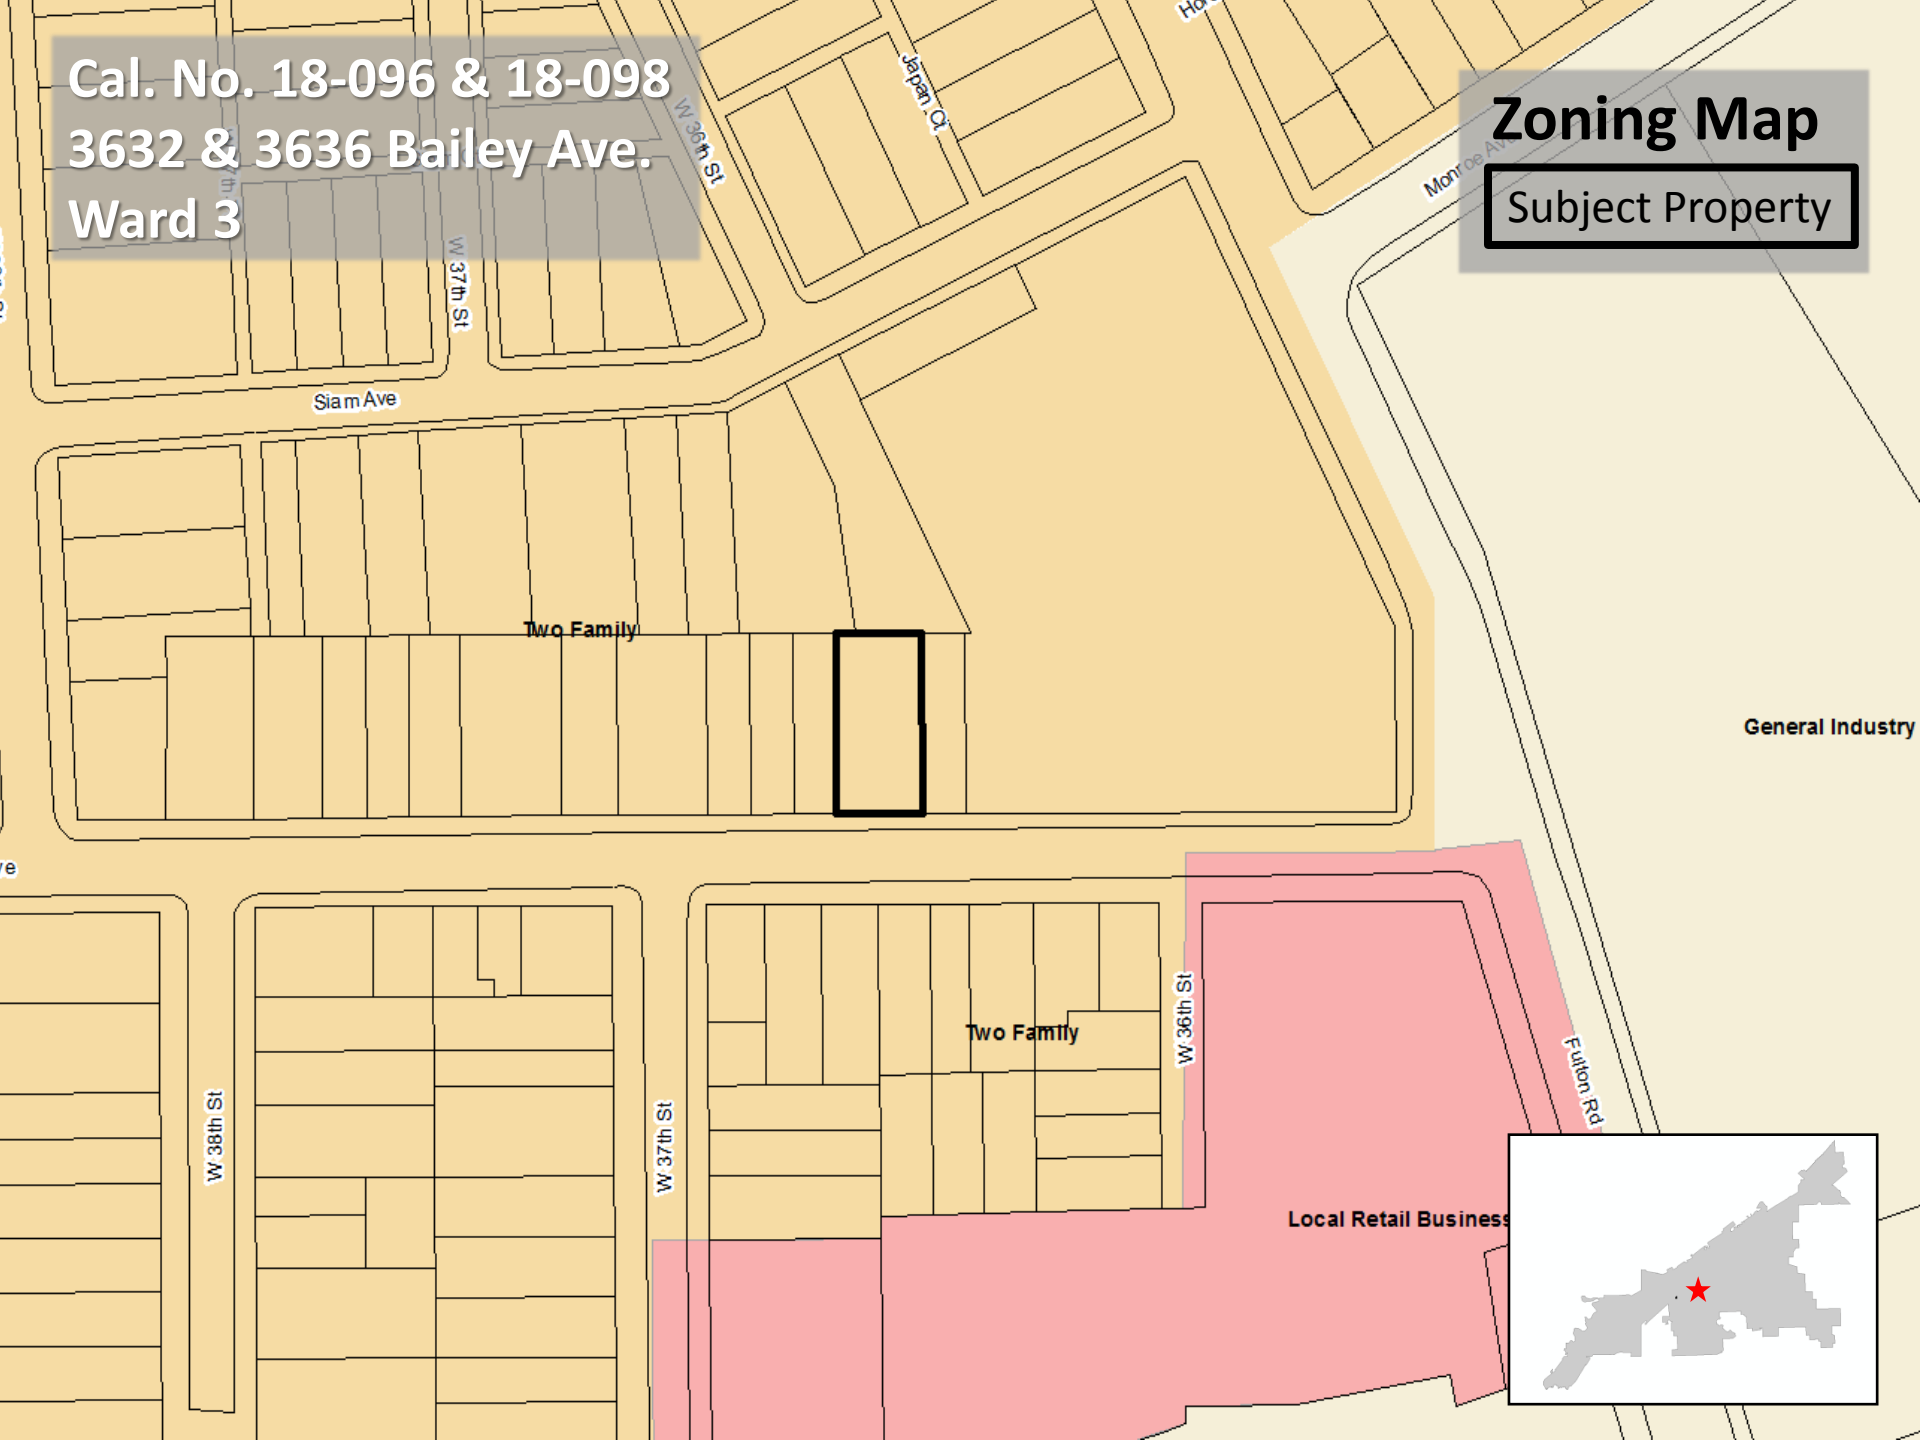 Cal. No. 18-096 & 18-098
3632 & 3636 Bailey Ave.
Ward 3
Zoning Map
Subject Property
Japan Ct
W 36th St
Monroe Ave
W 37th St
Siam Ave
Two Family
General Industry
W 36th St
Two Family
Fulton Rd
W 38th St
W 37th St
Local Retail Business